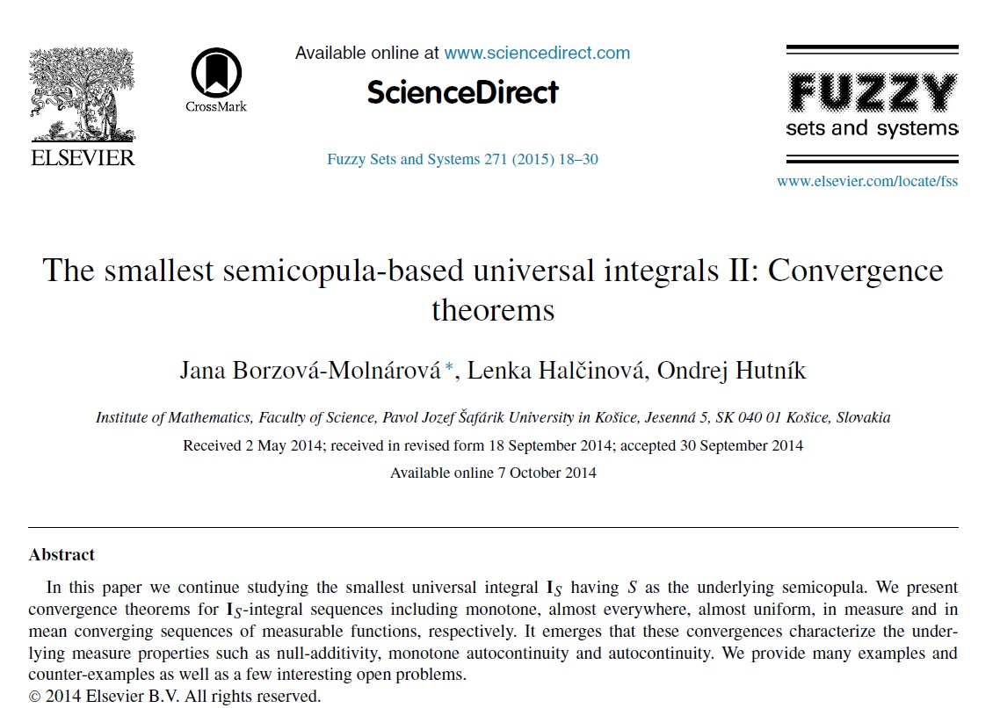 ELSEVIER
CrossMark
Available online at www.sciencedirect.com
ScienceDirect
Fuzzy Sets and Systems 271 (2015) 18–30
FUZZY
sets and systems
www.elsevier.com/locate/fss
The smallest semicopula-based universal integrals II: Convergence
theorems
Jana Borzová-Molnárová *, Lenka Halčinová, Ondrej Hutník
Institute of Mathematics, Faculty of Science, Pavol Jozef Šafárik University in Košice, Jesenná 5, SK 040 01 Košice, Slovakia
Received 2 May 2014; received in revised form 18 September 2014; accepted 30 September 2014
Available online 7 October 2014
Abstract
In this paper we continue studying the smallest universal integral I_S having S as the underlying semicopula. We present
convergence theorems for I_S-integral sequences including monotone, almost everywhere, almost uniform, in measure and in
mean converging sequences of measurable functions, respectively. It emerges that these convergences characterize the under-
lying measure properties such as null-additivity, monotone autocontinuity and autocontinuity. We provide many examples and
counter-examples as well as a few interesting open problems.
© 2014 Elsevier B.V. All rights reserved.